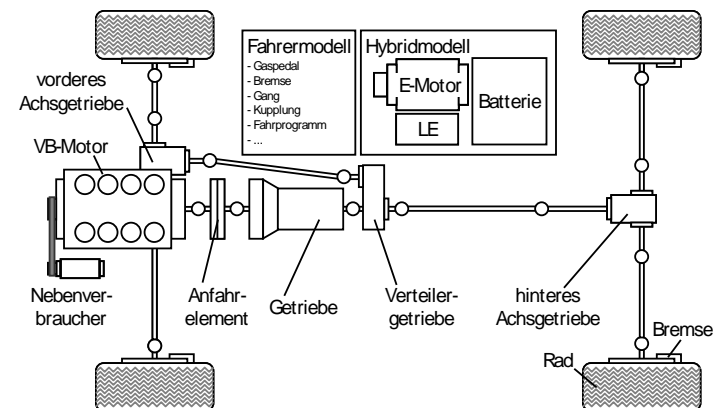 Fahrermodell
- Gaspedal
- Bremse
- Gang
- Kupplung
- Fahrprogramm
- ...
Hybridmodell
E-Motor
LE
Batterie
vorderes
Achsgetriebe
VB-Motor
Nebenver-
braucher
Anfahr-
element
Getriebe
Verteiler-
getriebe
hinteres
Achsgetriebe
Bremse
Rad